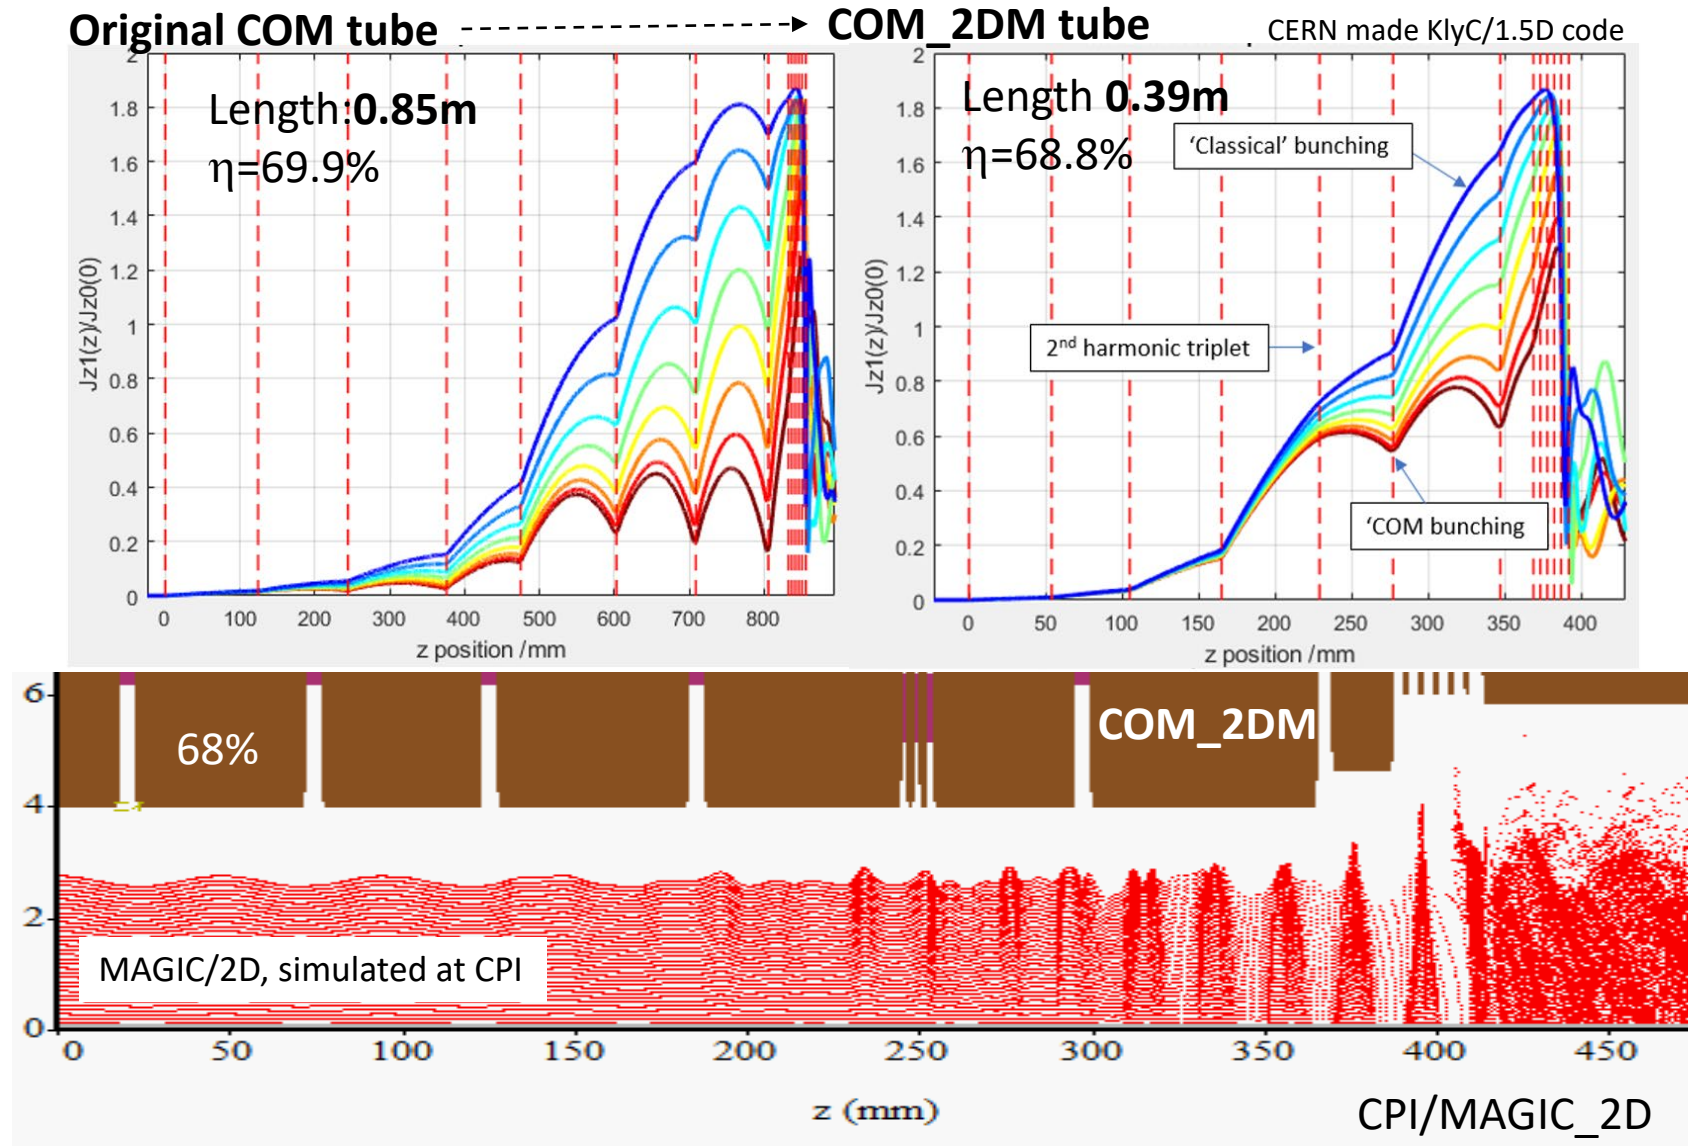 Original COM tube
COM_2DM tube
CERN made KlyC/1.5D code
Length:0.85m
η=69.9%
2
1.8
1.6
1.4
1.2
1
0.8
0.6
0.4
0.2
0
Jz1(z)/Jz0(0)
0 100 200 300 400 500 600 700 800
z position /mm
Length 0.39m
η=68.8%
'Classical' bunching
2nd harmonic triplet
'COM bunching
2
1.8
1.6
1.4
1.2
1
0.8
0.6
0.4
0.2
0
Jz1(z)/Jz0(0)
0 50 100 150 200 250 300 350 400
z position /mm
6
4
2
0
68%
COM_2DM
MAGIC/2D, simulated at CPI
0 50 100 150 200 250 300 350 400 450
z (mm)
CPI/MAGIC_2D